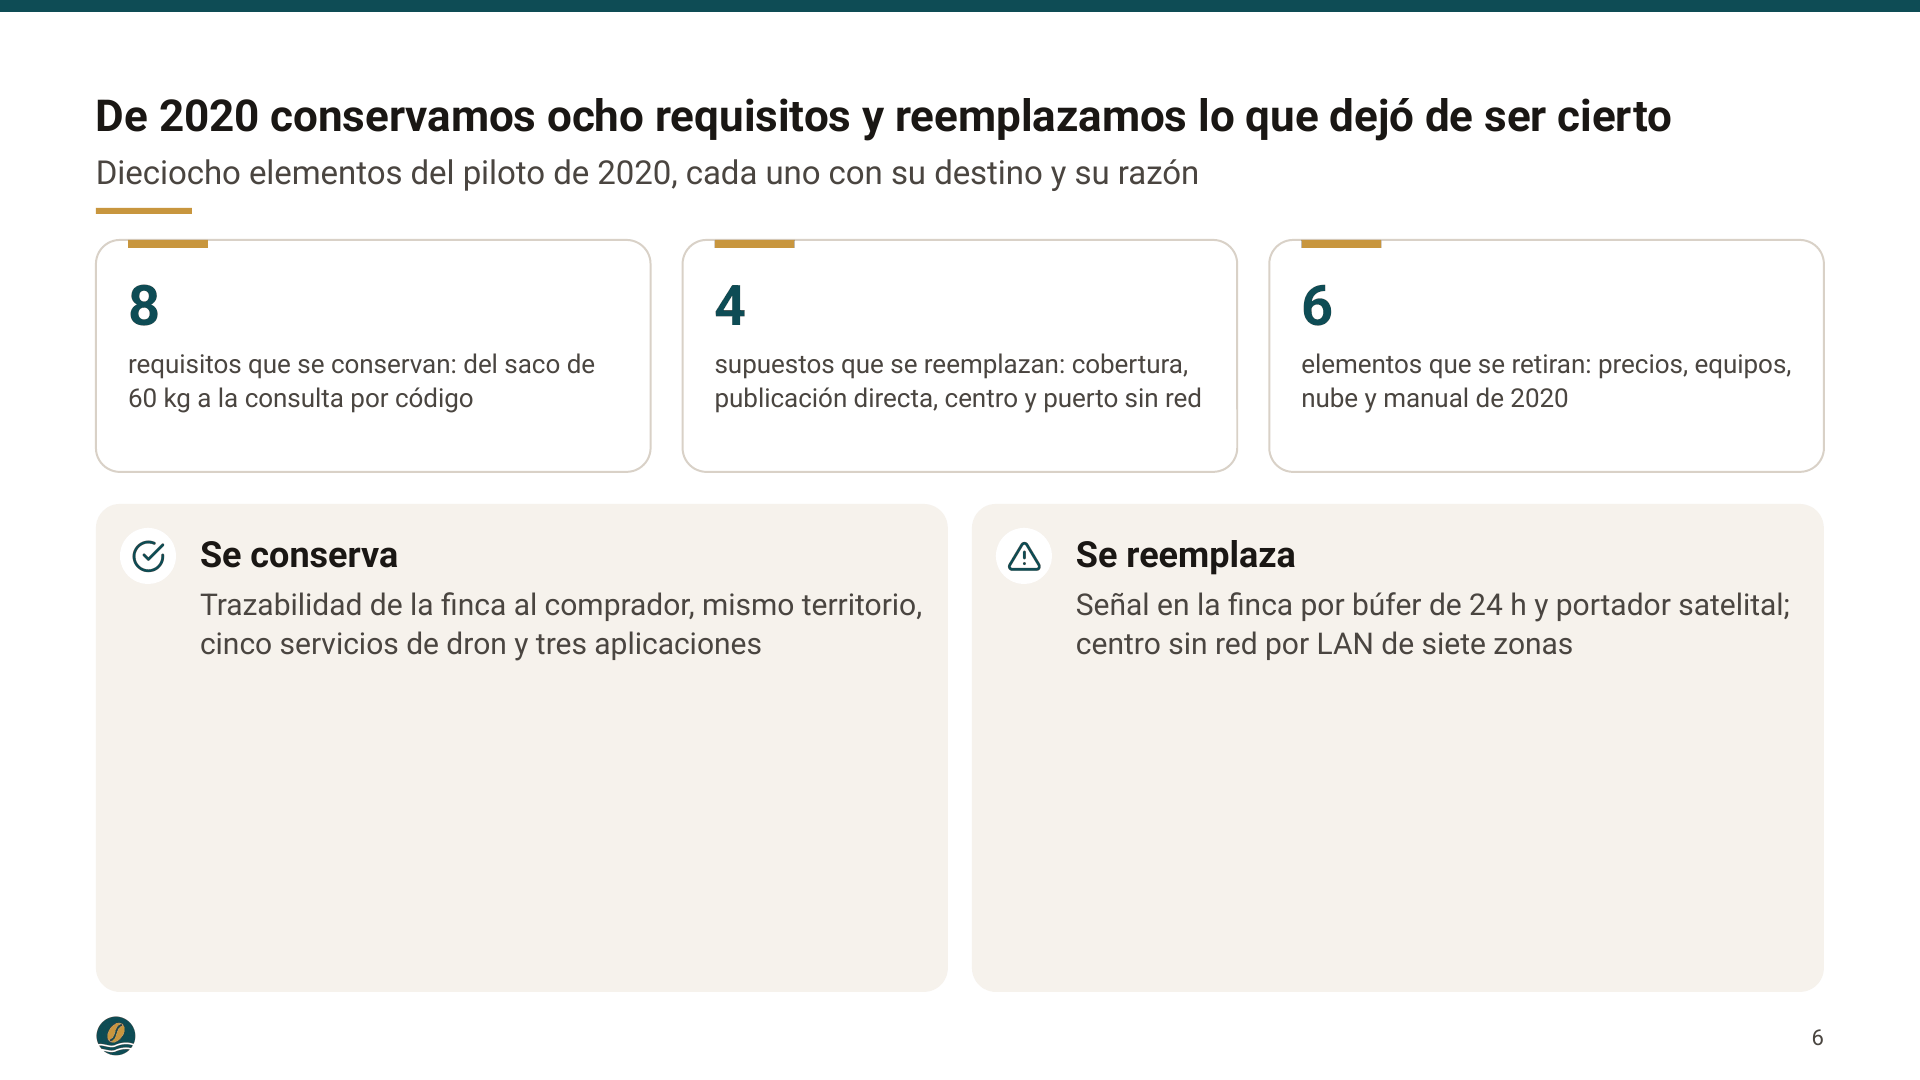 De 2020 conservamos ocho requisitos y reemplazamos lo que dejó de ser cierto
Dieciocho elementos del piloto de 2020, cada uno con su destino y su razón
8
requisitos que se conservan: del saco de
60 kg a la consulta por código
4
supuestos que se reemplazan: cobertura,
publicación directa, centro y puerto sin red
6
elementos que se retiran: precios, equipos,
nube y manual de 2020
Se conserva
Trazabilidad de la finca al comprador, mismo territorio,
cinco servicios de dron y tres aplicaciones
Se reemplaza
Señal en la finca por búfer de 24 h y portador satelital;
centro sin red por LAN de siete zonas
6